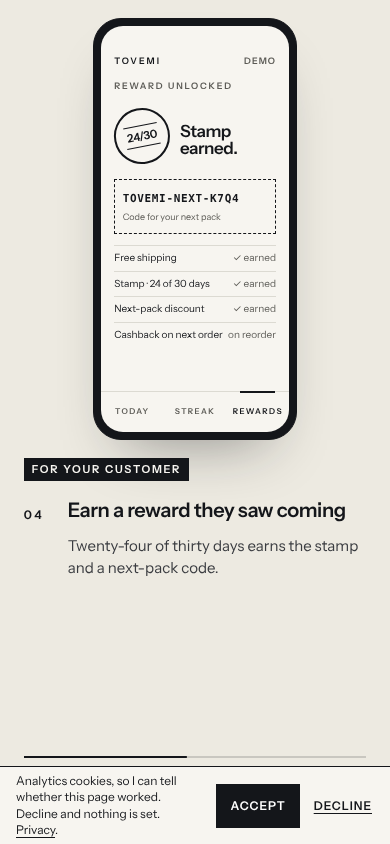 TOVEMI DEMO
REWARD UNLOCKED
24/30
Stamp
earned.
TOVEMI-NEXT-K7Q4
Code for your next pack
Free shipping ✓ earned
Stamp · 24 of 30 days ✓ earned
Next-pack discount ✓ earned
Cashback on next order on reorder
TODAY STREAK REWARDS
FOR YOUR CUSTOMER
04 Earn a reward they saw coming
Twenty-four of thirty days earns the stamp
and a next-pack code.
Analytics cookies, so I can tell
whether this page worked.
Decline and nothing is set.
Privacy.
ACCEPT DECLINE